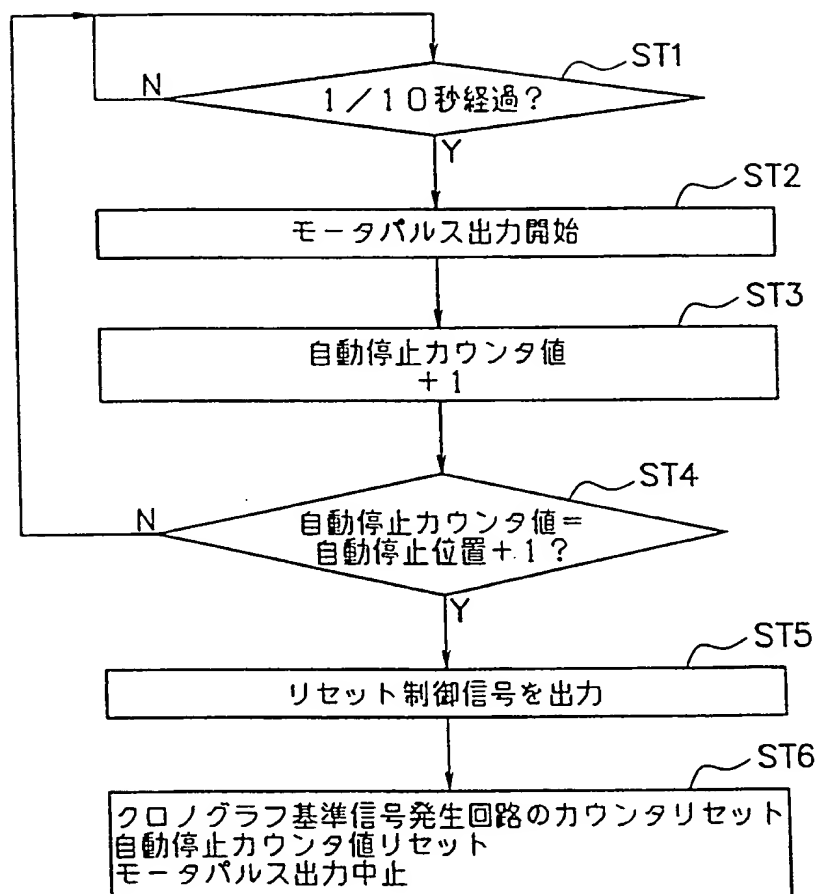 ST1
N
1/10秒経過?
Y
ST2
モータパルス出力開始
ST3
自動停止カウンタ値
+1
ST4
N
自動停止カウンタ値=
自動停止位置+1?
Y
ST5
リセット制御信号を出力
ST6
クロノグラフ基準信号発生回路のカウンタリセット
自動停止カウンタ値リセット
モータパルス出力中止